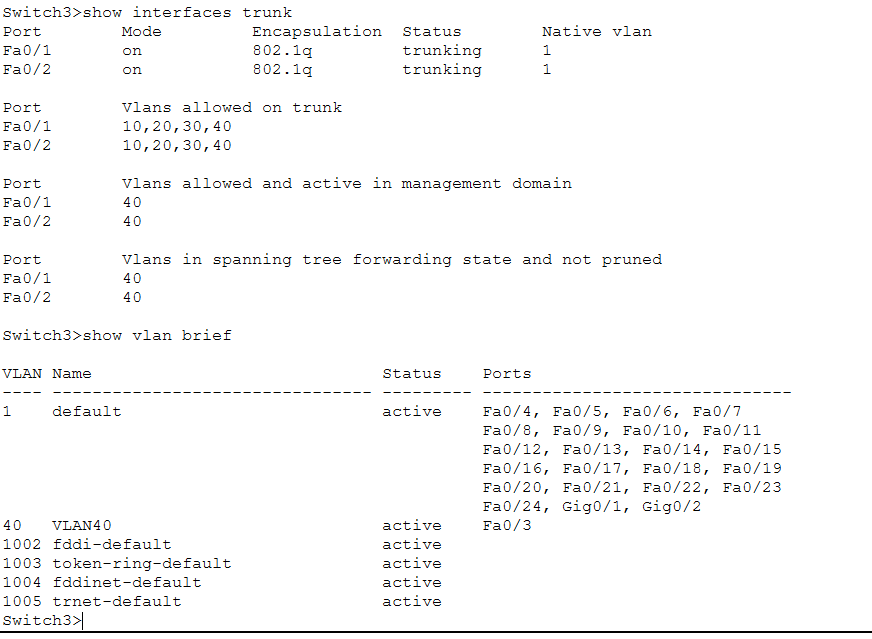 Switch3>show interfaces trunk
Port        Mode         Encapsulation  Status        Native vlan
Fa0/1       on           802.1q         trunking      1
Fa0/2       on           802.1q         trunking      1

Port        Vlans allowed on trunk
Fa0/1       10,20,30,40
Fa0/2       10,20,30,40

Port        Vlans allowed and active in management domain
Fa0/1       40
Fa0/2       40

Port        Vlans in spanning tree forwarding state and not pruned
Fa0/1       40
Fa0/2       40

Switch3>show vlan brief

VLAN Name                             Status    Ports
---- -------------------------------- --------- -------------------------------
1    default                          active    Fa0/4, Fa0/5, Fa0/6, Fa0/7
                                                Fa0/8, Fa0/9, Fa0/10, Fa0/11
                                                Fa0/12, Fa0/13, Fa0/14, Fa0/15
                                                Fa0/16, Fa0/17, Fa0/18, Fa0/19
                                                Fa0/20, Fa0/21, Fa0/22, Fa0/23
                                                Fa0/24, Gig0/1, Gig0/2
40   VLAN40                           active    Fa0/3
1002 fddi-default                     active
1003 token-ring-default               active
1004 fddinet-default                  active
1005 trnet-default                    active
Switch3>